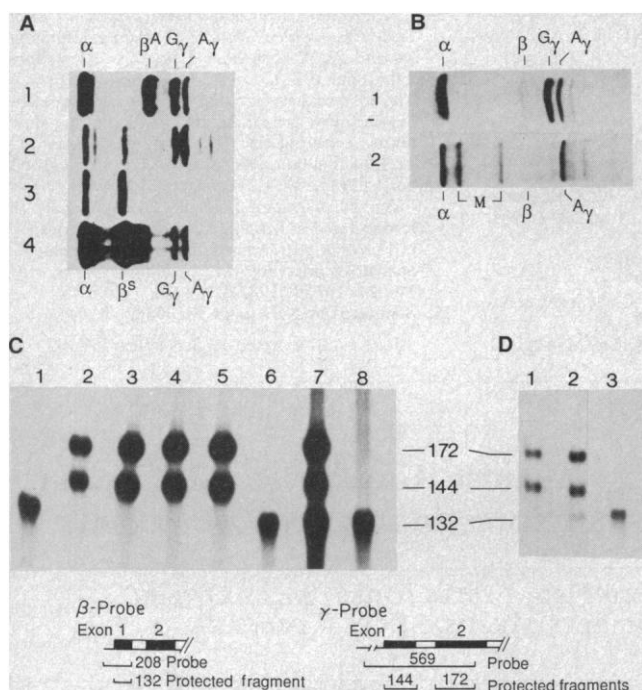 A
α βA Gγ Aγ
1
2
3
4
α βS Gγ Aγ
B
α β Gγ Aγ
1
2
α M β Aγ
C
1 2 3 4 5 6 7 8
172
144
132
D
1 2 3
β-Probe
Exon 1 2
208 Probe
132 Protected fragment
γ-Probe
Exon 1 2
569 Probe
144 172 Protected fragments